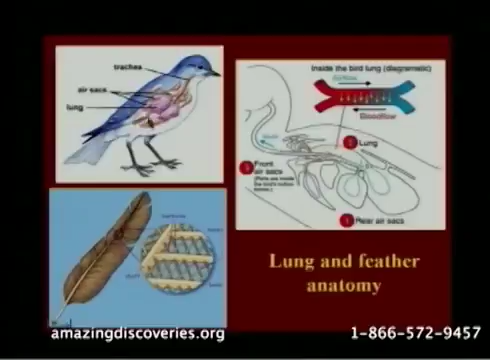 trachea
air sacs
lung
Inside the bird lung (diagramatic)
Airflow
Bloodflow
Lung
Front
air sacs
Rear air sacs
Lung and feather
anatomy
amazingdiscoveries.org
1-866-572-9457